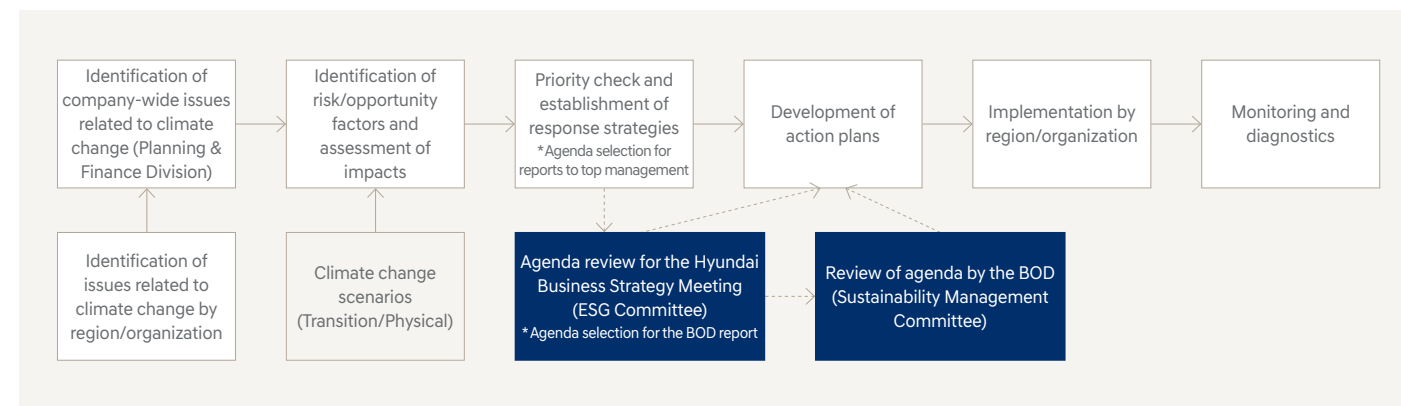 Identification of
company-wide issues
related to climate
change (Planning &
Finance Division)
Identification of
risk/opportunity
factors and
assessment of
impacts
Priority check and
establishment of
response strategies
*Agenda selection for
reports to top management
Development of
action plans
Implementation by
region/organization
Monitoring and
diagnostics
Identification of
issues related to
climate change by
region/organization
Climate change
scenarios
(Transition/Physical)
Agenda review for the Hyundai
Business Strategy Meeting
(ESG Committee)
*Agenda selection for the BOD report
Review of agenda by the BOD
(Sustainability Management
Committee)